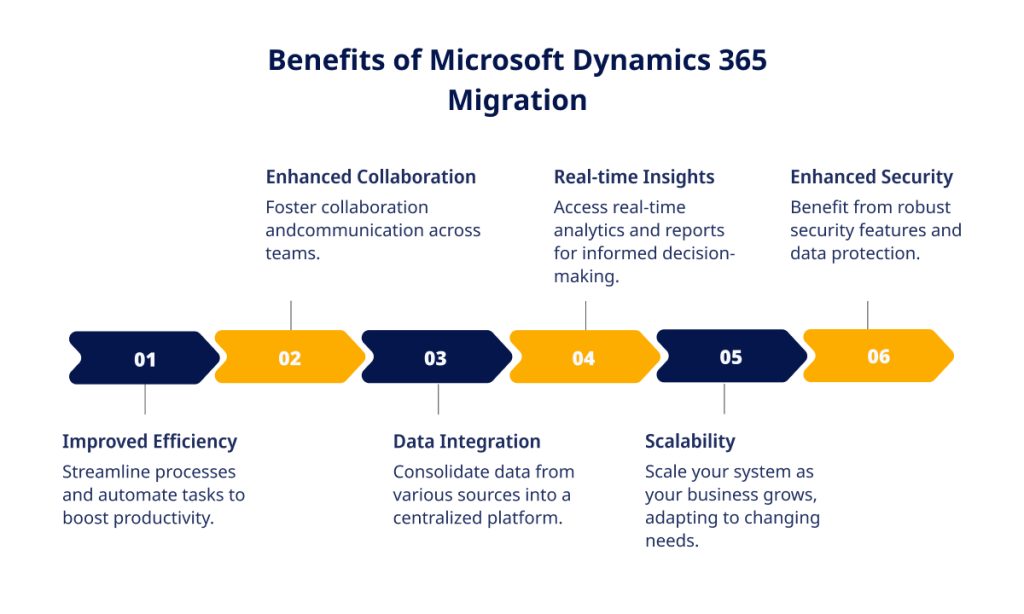 Benefits of Microsoft Dynamics 365
Migration
Enhanced Collaboration
Foster collaboration
andcommunication across
teams.
Real-time Insights
Access real-time
analytics and reports
for informed decision-
making.
Enhanced Security
Benefit from robust
security features and
data protection.
01
02
03
04
05
06
Improved Efficiency
Streamline processes
and automate tasks to
boost productivity.
Data Integration
Consolidate data from
various sources into a
centralized platform.
Scalability
Scale your system as
your business grows,
adapting to changing
needs.